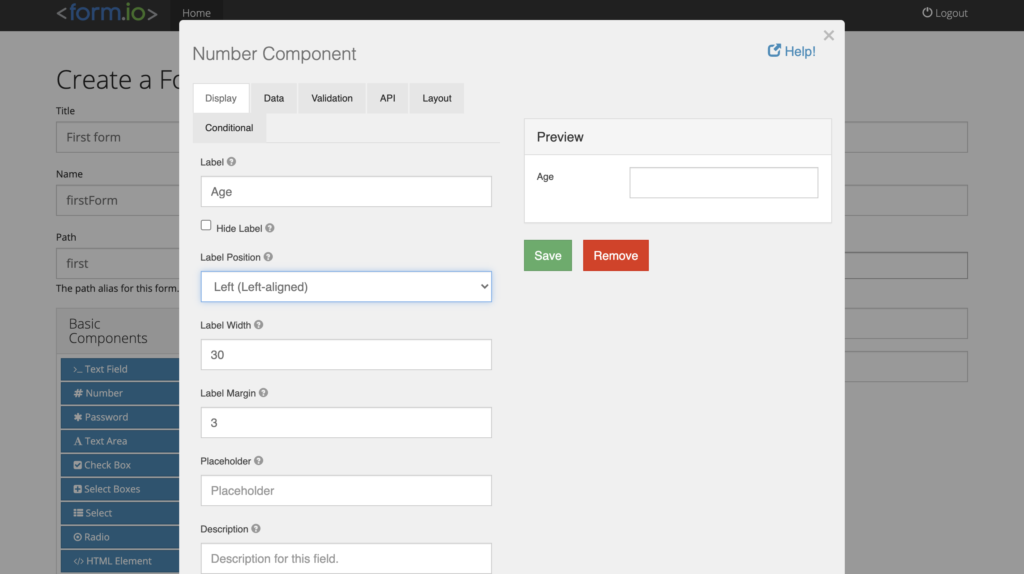 <form.io>
Home
Logout
Create a Fo
Title
First form
Name
firstForm
Path
first
The path alias for this form.
Basic
Components
>_ Text Field
# Number
Password
Text Area
Check Box
Select Boxes
Select
Radio
</> HTML Element
×
Number Component
Help!
Display Data Validation API Layout
Conditional
Label
Age
Hide Label
Label Position
Left (Left-aligned)
Label Width
30
Label Margin
3
Placeholder
Placeholder
Description
Description for this field.
Preview
Age
Save Remove